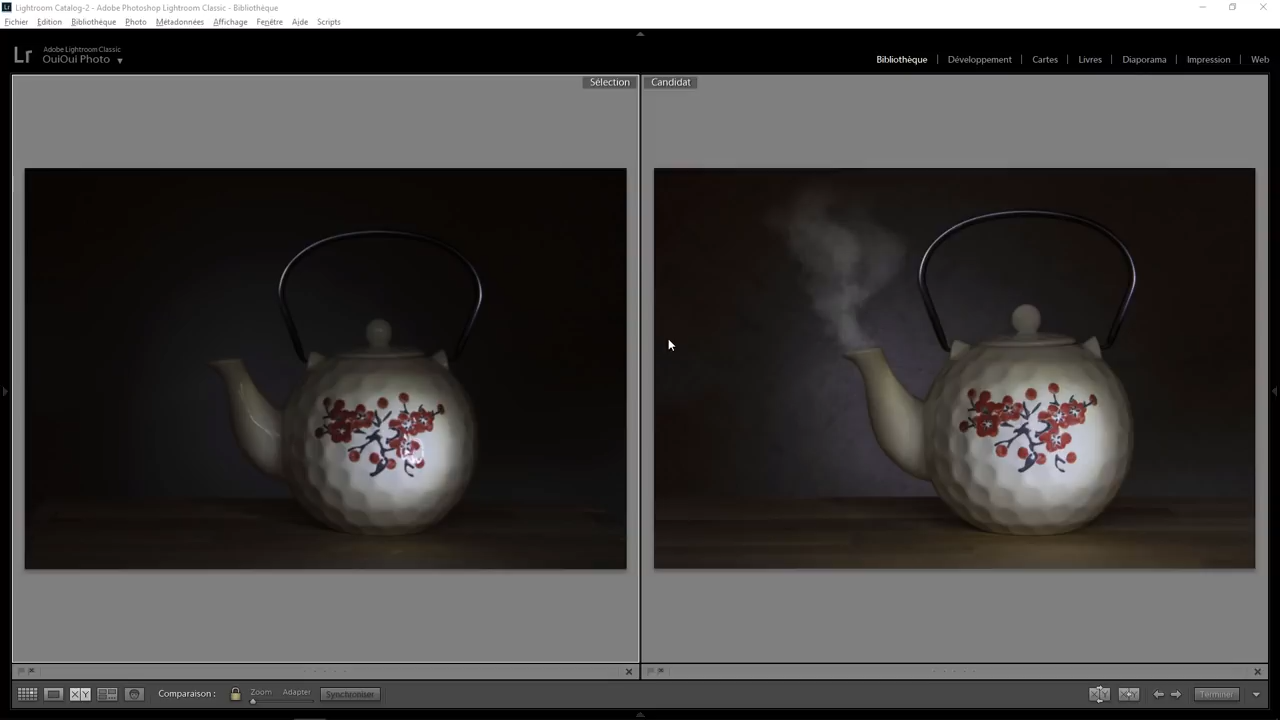 Lightroom Catalog-2 - Adobe Photoshop Lightroom Classic - Bibliothèque
Fichier Edition Bibliothèque Photo Métadonnées Affichage Fenêtre Aide Scripts
Lr Adobe Lightroom Classic
OuiOui Photo
Bibliothèque | Développement | Cartes | Livres | Diaporama | Impression | Web
Sélection Candidat
Comparaison : Zoom Adapter Synchroniser Terminer